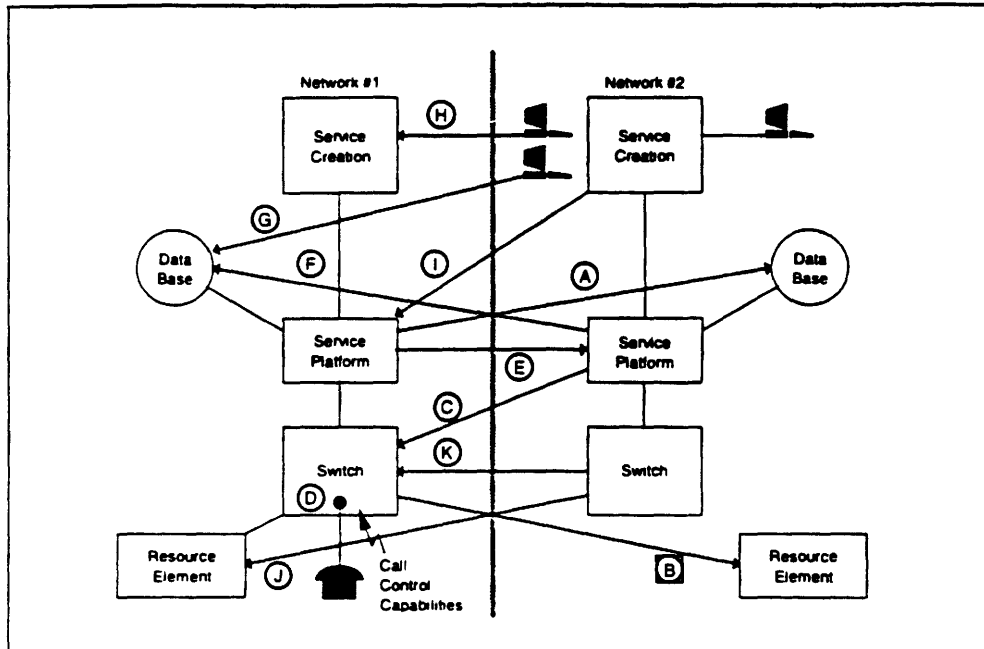 Network #1
Network #2
H
Service
Creation
Service
Creation
G
Data
Base
F
I
A
Data
Base
Service
Platform
E
Service
Platform
C
K
Switch
Switch
D
Resource
Element
J
Call
Control
Capabilities
B
Resource
Element